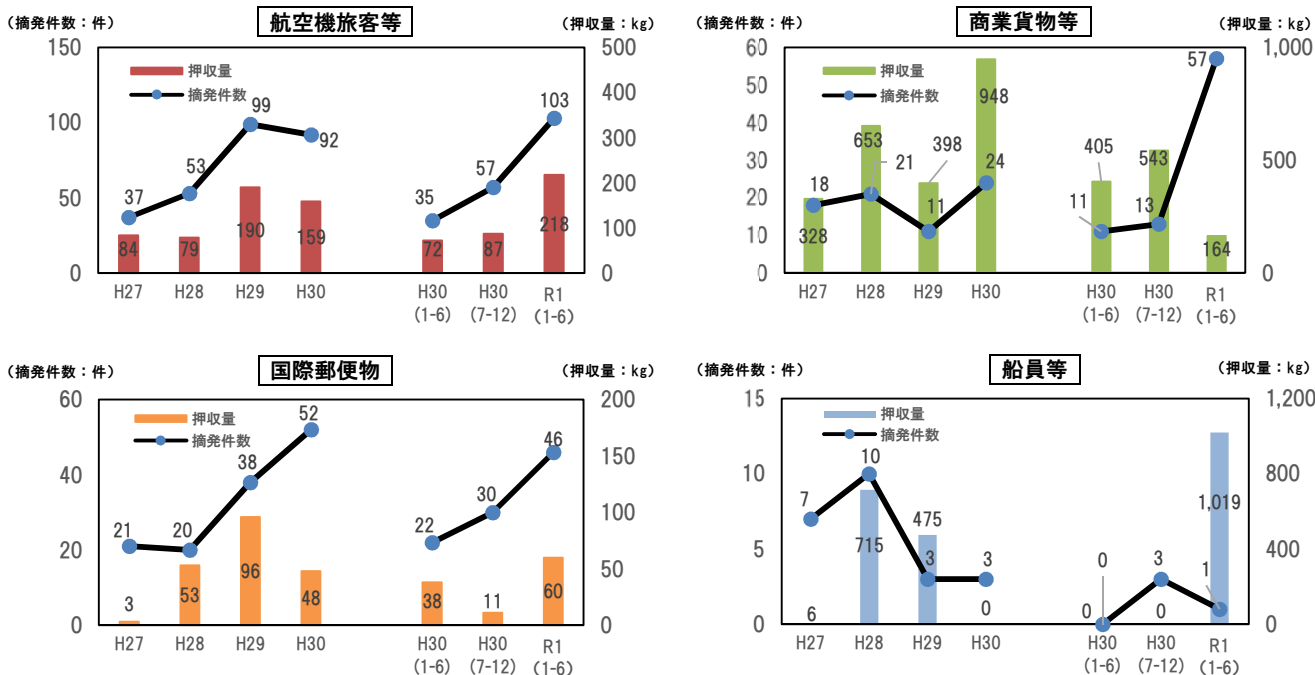 (摘発件数：件)
航空機旅客等
(押収量：kg)
150
100
50
0
500
400
300
200
100
0
押収量
摘発件数
37
53
99
92
35
57
103
84
79
190
159
72
87
218
H27
H28
H29
H30
H30
(1-6)
H30
(7-12)
R1
(1-6)
(摘発件数：件)
商業貨物等
(押収量：kg)
60
50
40
30
20
10
0
1,000
500
0
押収量
摘発件数
18
21
11
24
11
13
57
328
653
398
948
405
543
164
H27
H28
H29
H30
H30
(1-6)
H30
(7-12)
R1
(1-6)
(摘発件数：件)
国際郵便物
(押収量：kg)
60
40
20
0
200
150
100
50
0
押収量
摘発件数
21
20
38
52
22
30
46
3
53
96
48
38
11
60
H27
H28
H29
H30
H30
(1-6)
H30
(7-12)
R1
(1-6)
(摘発件数：件)
船員等
(押収量：kg)
15
10
5
0
1,200
800
400
0
押収量
摘発件数
7
10
3
3
0
3
1
6
715
475
0
0
0
1,019
H27
H28
H29
H30
H30
(1-6)
H30
(7-12)
R1
(1-6)